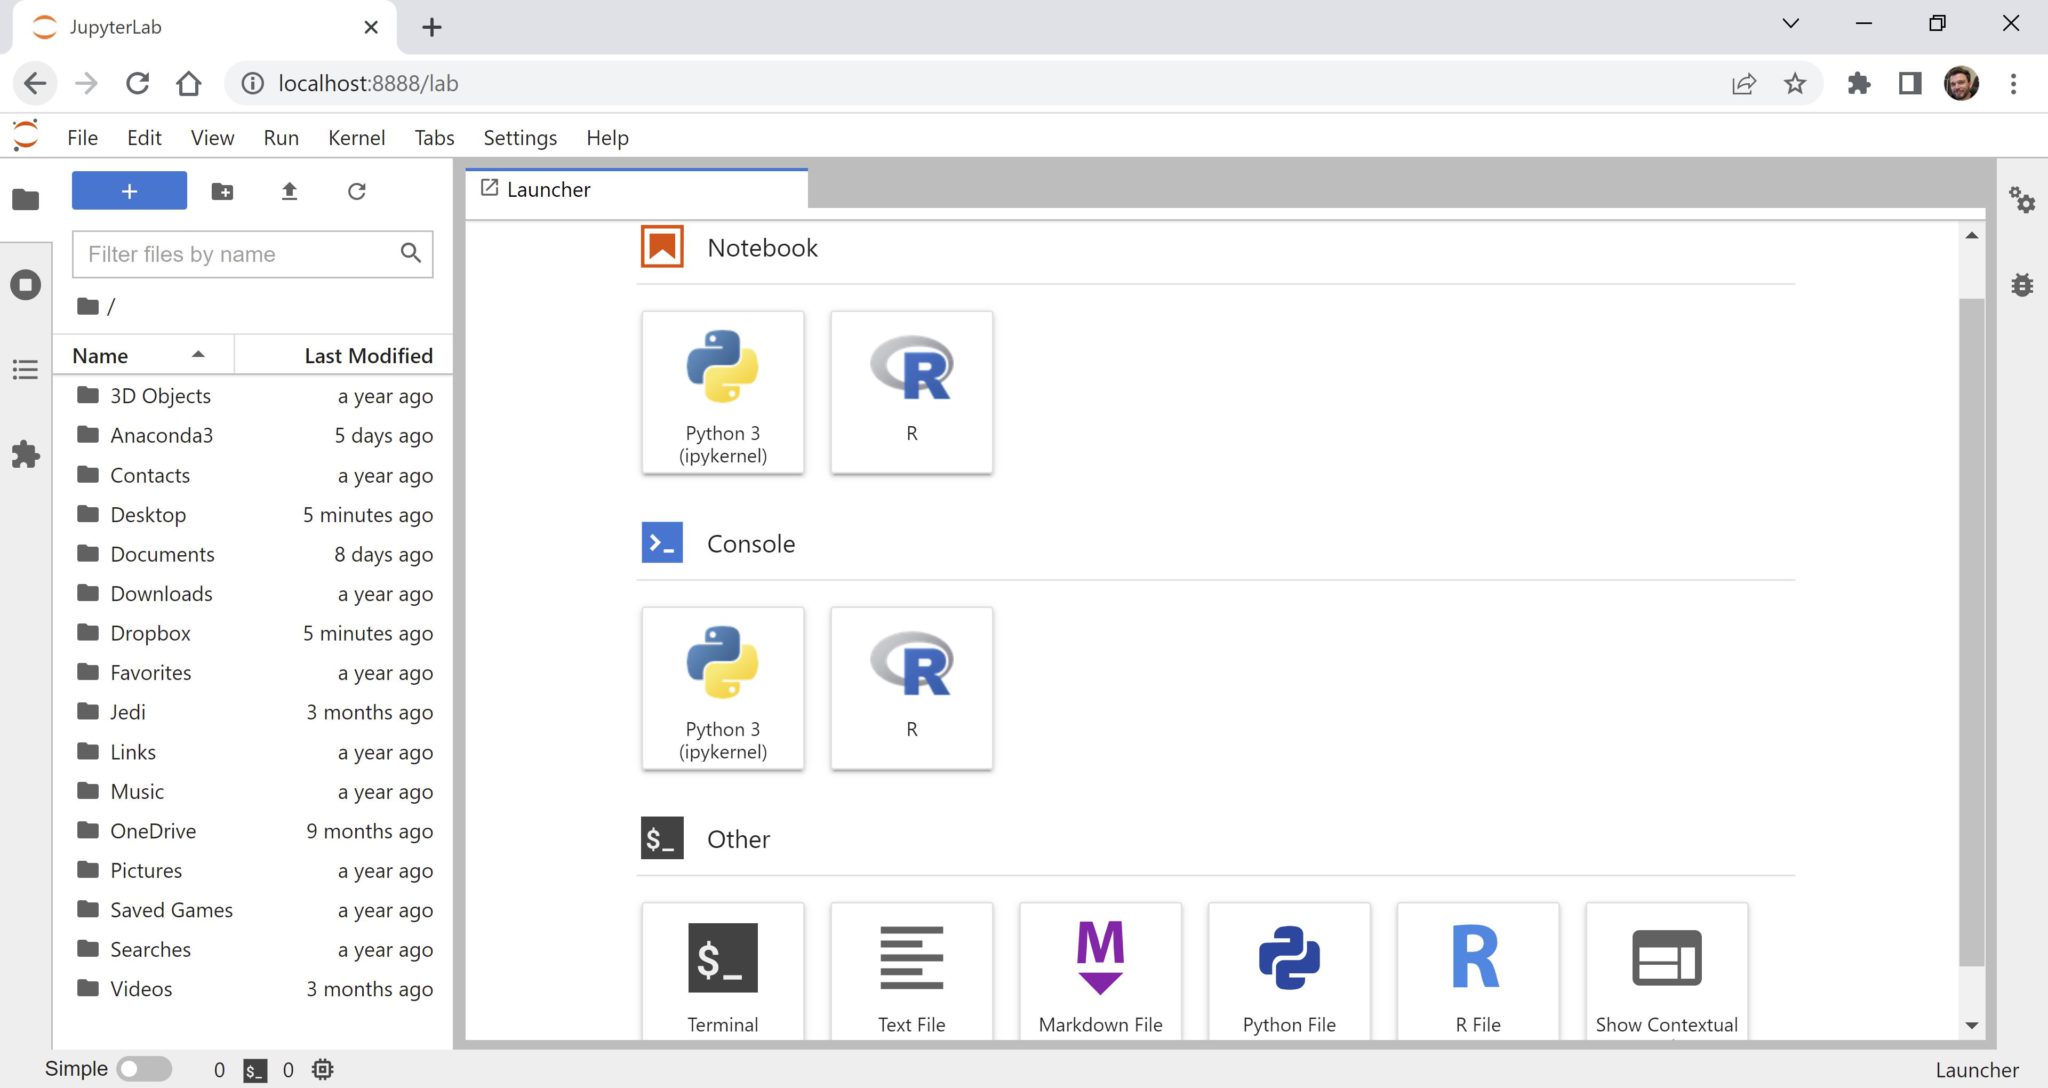 JupyterLab
localhost:8888/lab
File Edit View Run Kernel Tabs Settings Help
+
Filter files by name
/
Name Last Modified
3D Objects a year ago
Anaconda3 5 days ago
Contacts a year ago
Desktop 5 minutes ago
Documents 8 days ago
Downloads a year ago
Dropbox 5 minutes ago
Favorites a year ago
Jedi 3 months ago
Links a year ago
Music a year ago
OneDrive 9 months ago
Pictures a year ago
Saved Games a year ago
Searches a year ago
Videos 3 months ago
Launcher
Notebook
Python 3
(ipykernel)
R
Console
Python 3
(ipykernel)
R
$_ Other
$_
Terminal
Text File
M
Markdown File
Python File
R
R File
Show Contextual
Simple 0 $_ 0
Launcher